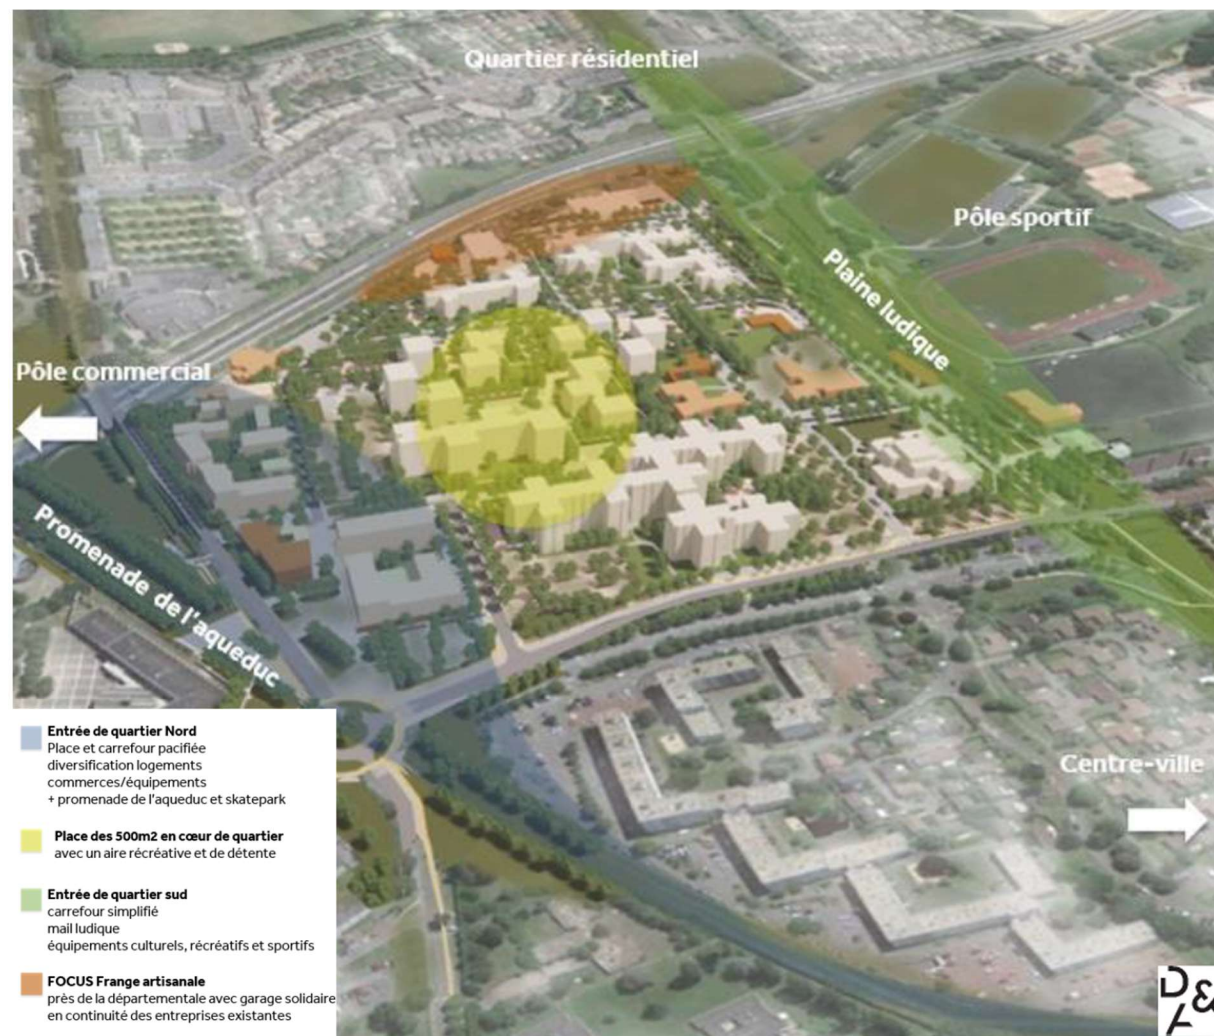 Quartier résidentiel
Pôle sportif
Plaine ludique
Pôle commercial
Promenade de l'aqueduc
Centre-ville
Entrée de quartier Nord
Place et carrefour pacifiée
diversification logements
commerces/équipements
+ promenade de l'aqueduc et skatepark
Place des 500m2 en cœur de quartier
avec un aire récréative et de détente
Entrée de quartier sud
carrefour simplifié
mail ludique
équipements culturels, récréatifs et sportifs
FOCUS Frange artisanale
près de la départementale avec garage solidaire
en continuité des entreprises existantes